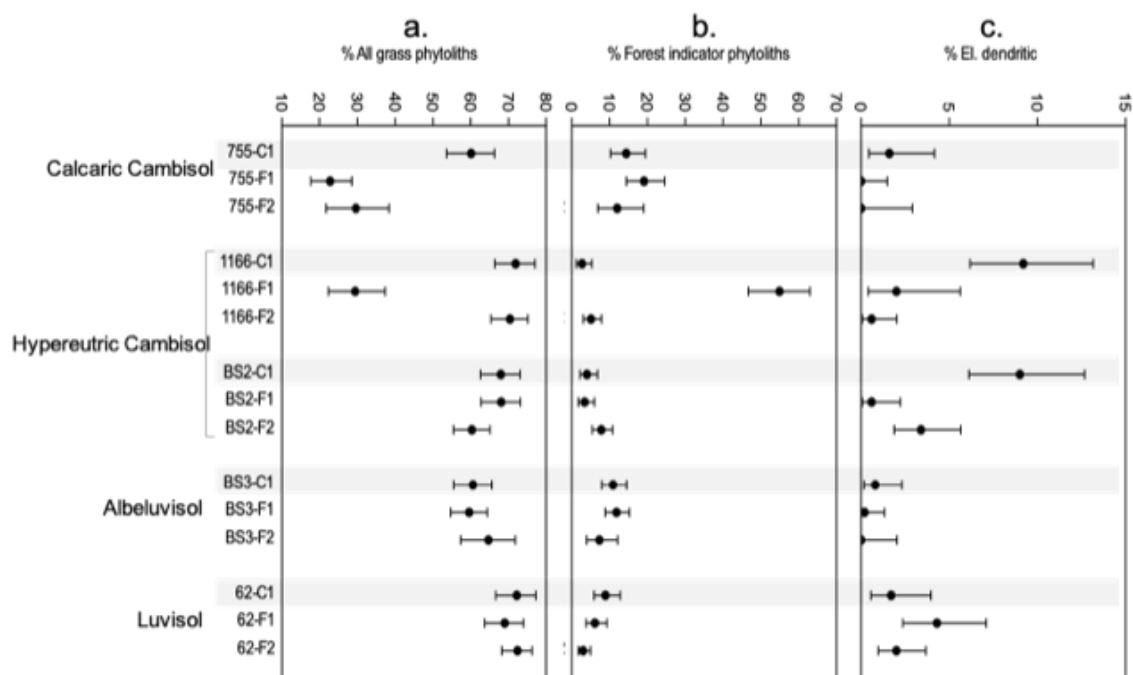 a. b. c.
% All grass phytoliths % Forest indicator phytoliths % El. dendritic
10 20 30 40 50 60 70 80 0 10 20 30 40 50 60 70 0 5 10 15
Calcaric Cambisol
755-C1
755-F1
755-F2
Hypereutric Cambisol
1166-C1
1166-F1
1166-F2
BS2-C1
BS2-F1
BS2-F2
Albeluvisol
BS3-C1
BS3-F1
BS3-F2
Luvisol
62-C1
62-F1
62-F2